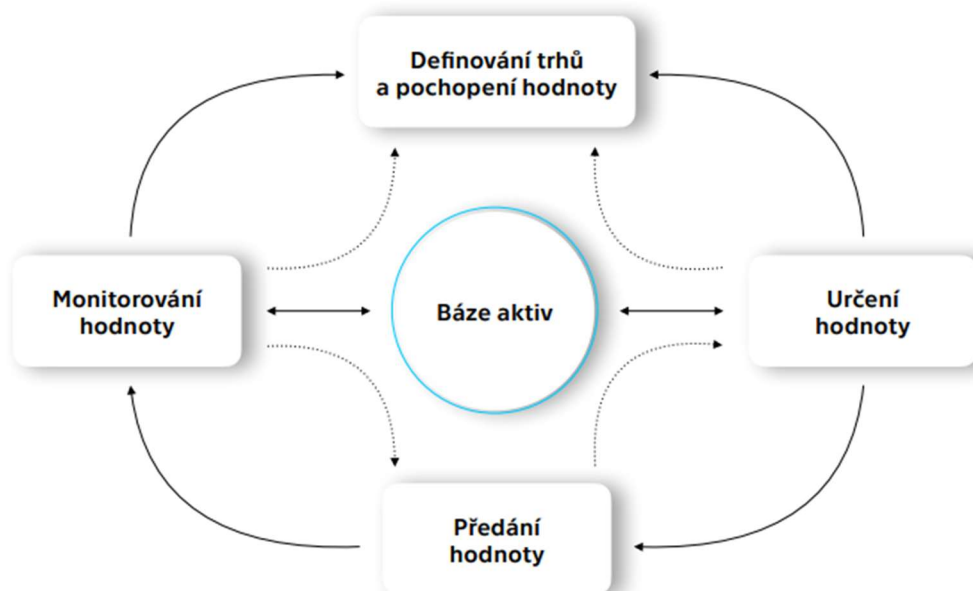 Definování trhů
a pochopení hodnoty
Monitorování
hodnoty
Báze aktiv
Určení
hodnoty
Předání
hodnoty